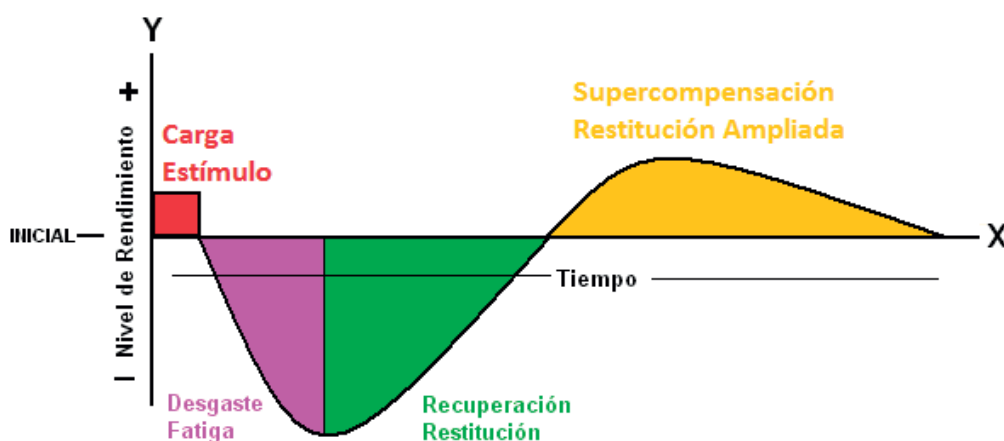 Y
+
Nivel de Rendimiento
INICIAL
–
Carga
Estímulo
Supercompensación
Restitución Ampliada
X
Tiempo
Desgaste
Fatiga
Recuperación
Restitución